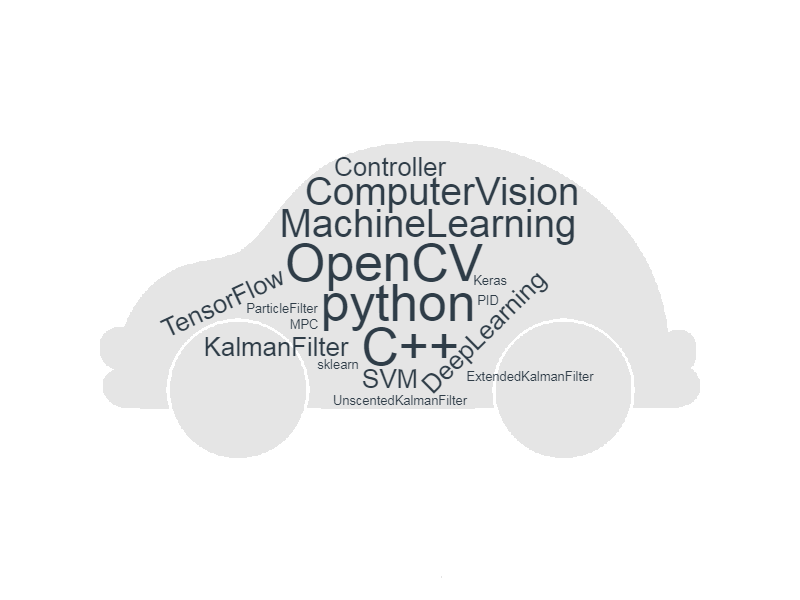 Controller
ComputerVision
MachineLearning
OpenCV
Keras
TensorFlow
ParticleFilter
python
PID
MPC
KalmanFilter
C++
DeepLearning
sklearn
SVM
ExtendedKalmanFilter
UnscentedKalmanFilter